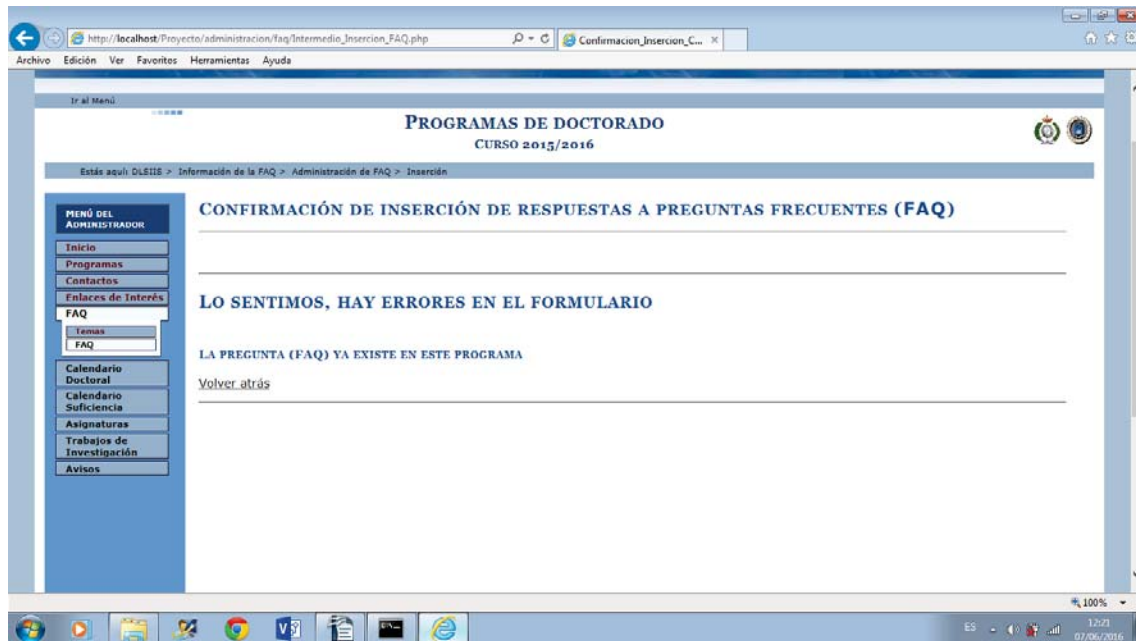 http://localhost/Proyecto/administracion/faq/Intermedio_Insercion_FAQ.php
Confirmacion_Insercion_C...
Archivo Edición Ver Favoritos Herramientas Ayuda
Ir al Menú
PROGRAMAS DE DOCTORADO
CURSO 2015/2016
Estás aquí: DLSIIS > Información de la FAQ > Administración de FAQ > Inserción
MENÚ DEL
ADMINISTRADOR
Inicio
Programas
Contactos
Enlaces de Interés
FAQ
Temas
FAQ
Calendario
Doctoral
Calendario
Suficiencia
Asignaturas
Trabajos de
Investigación
Avisos
CONFIRMACIÓN DE INSERCIÓN DE RESPUESTAS A PREGUNTAS FRECUENTES (FAQ)
LO SENTIMOS, HAY ERRORES EN EL FORMULARIO
LA PREGUNTA (FAQ) YA EXISTE EN ESTE PROGRAMA
Volver atrás
100%
ES
12:21
07/06/2016